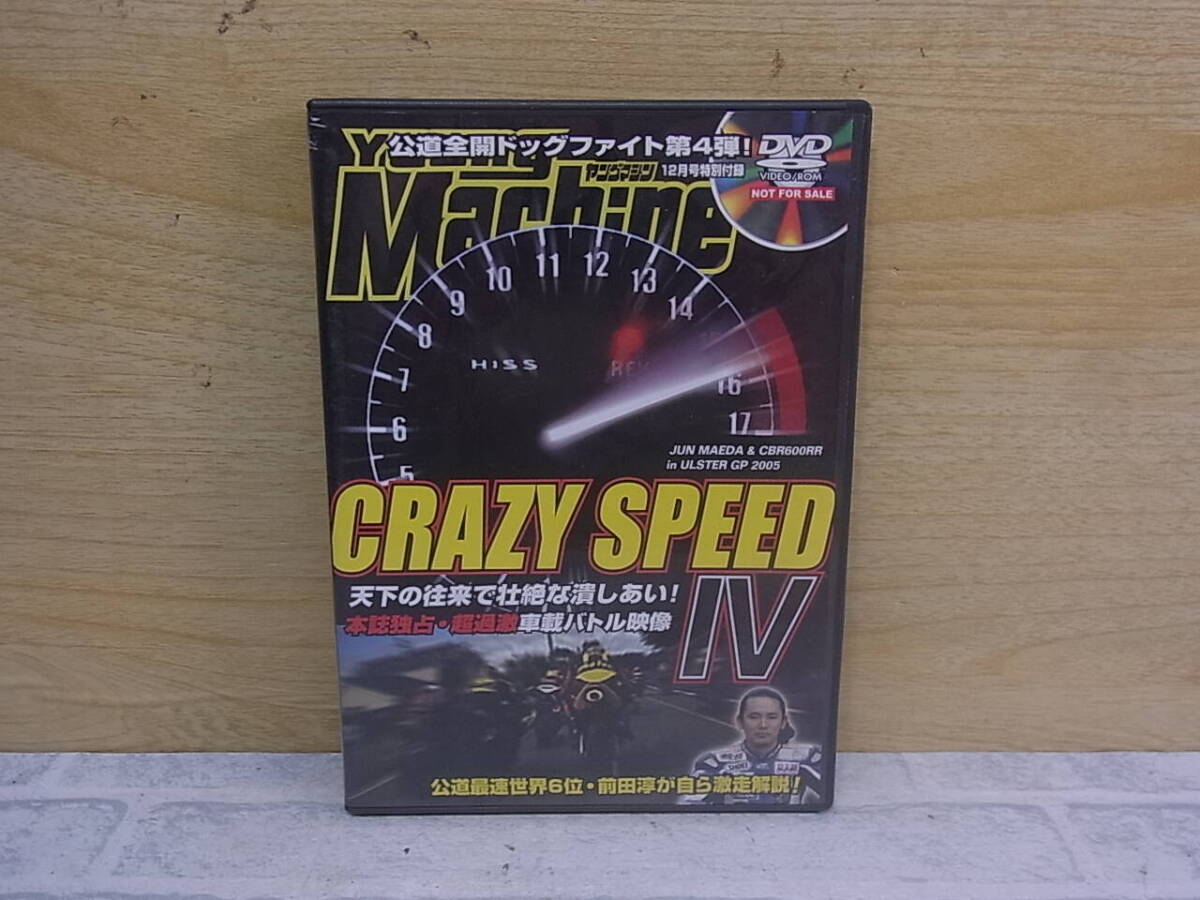 公道全開ドッグファイト第4弾!
Young
Machine
ヤングマシン
12月号特別付録
DVD
VIDEO/ROM
NOT FOR SALE
5
6
7
8
9
10
11
12
13
14
16
17
HISS
REV
JUN MAEDA & CBR600RR
in ULSTER GP 2005
CRAZY SPEED
IV
天下の往来で壮絶な潰しあい!
本誌独占・超過激車載バトル映像
SHOEI
公道最速世界6位・前田淳が自ら激走解説!